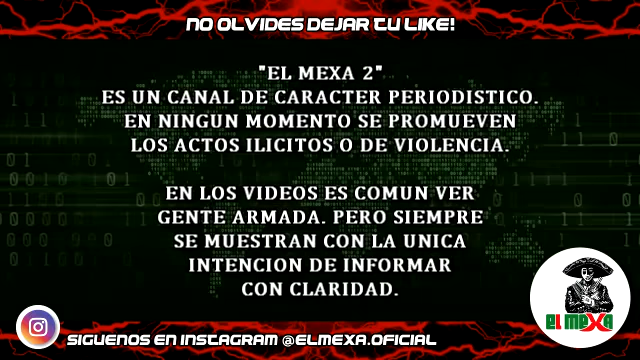 NO OLVIDES DEJAR TU LIKE!
"EL MEXA 2"
ES UN CANAL DE CARACTER PERIODISTICO.
EN NINGUN MOMENTO SE PROMUEVEN
LOS ACTOS ILICITOS O DE VIOLENCIA.
EN LOS VIDEOS ES COMUN VER
GENTE ARMADA. PERO SIEMPRE
SE MUESTRAN CON LA UNICA
INTENCION DE INFORMAR
CON CLARIDAD.
EL MEXA
SIGUENOS EN INSTAGRAM @ELMEXA.OFICIAL